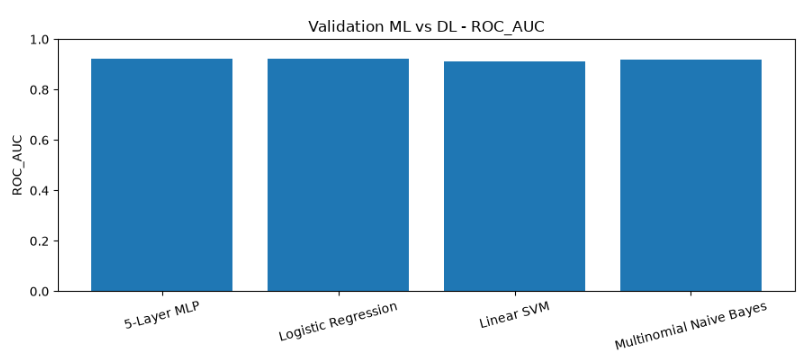 Validation ML vs DL - ROC_AUC
ROC_AUC
1.0
0.8
0.6
0.4
0.2
0.0
5-Layer MLP
Logistic Regression
Linear SVM
Multinomial Naive Bayes